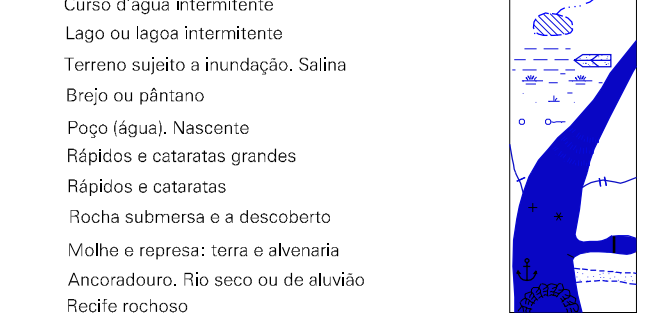 Curso d'água intermitente
Lago ou lagoa intermitente
Terreno sujeito a inundação. Salina
Brejo ou pântano
Poço (água). Nascente
Rápidos e cataratas grandes
Rápidos e cataratas
Rocha submersa e a descoberto
Molhe e represa: terra e alvenaria
Ancoradouro. Rio seco ou de aluvião
Recife rochoso